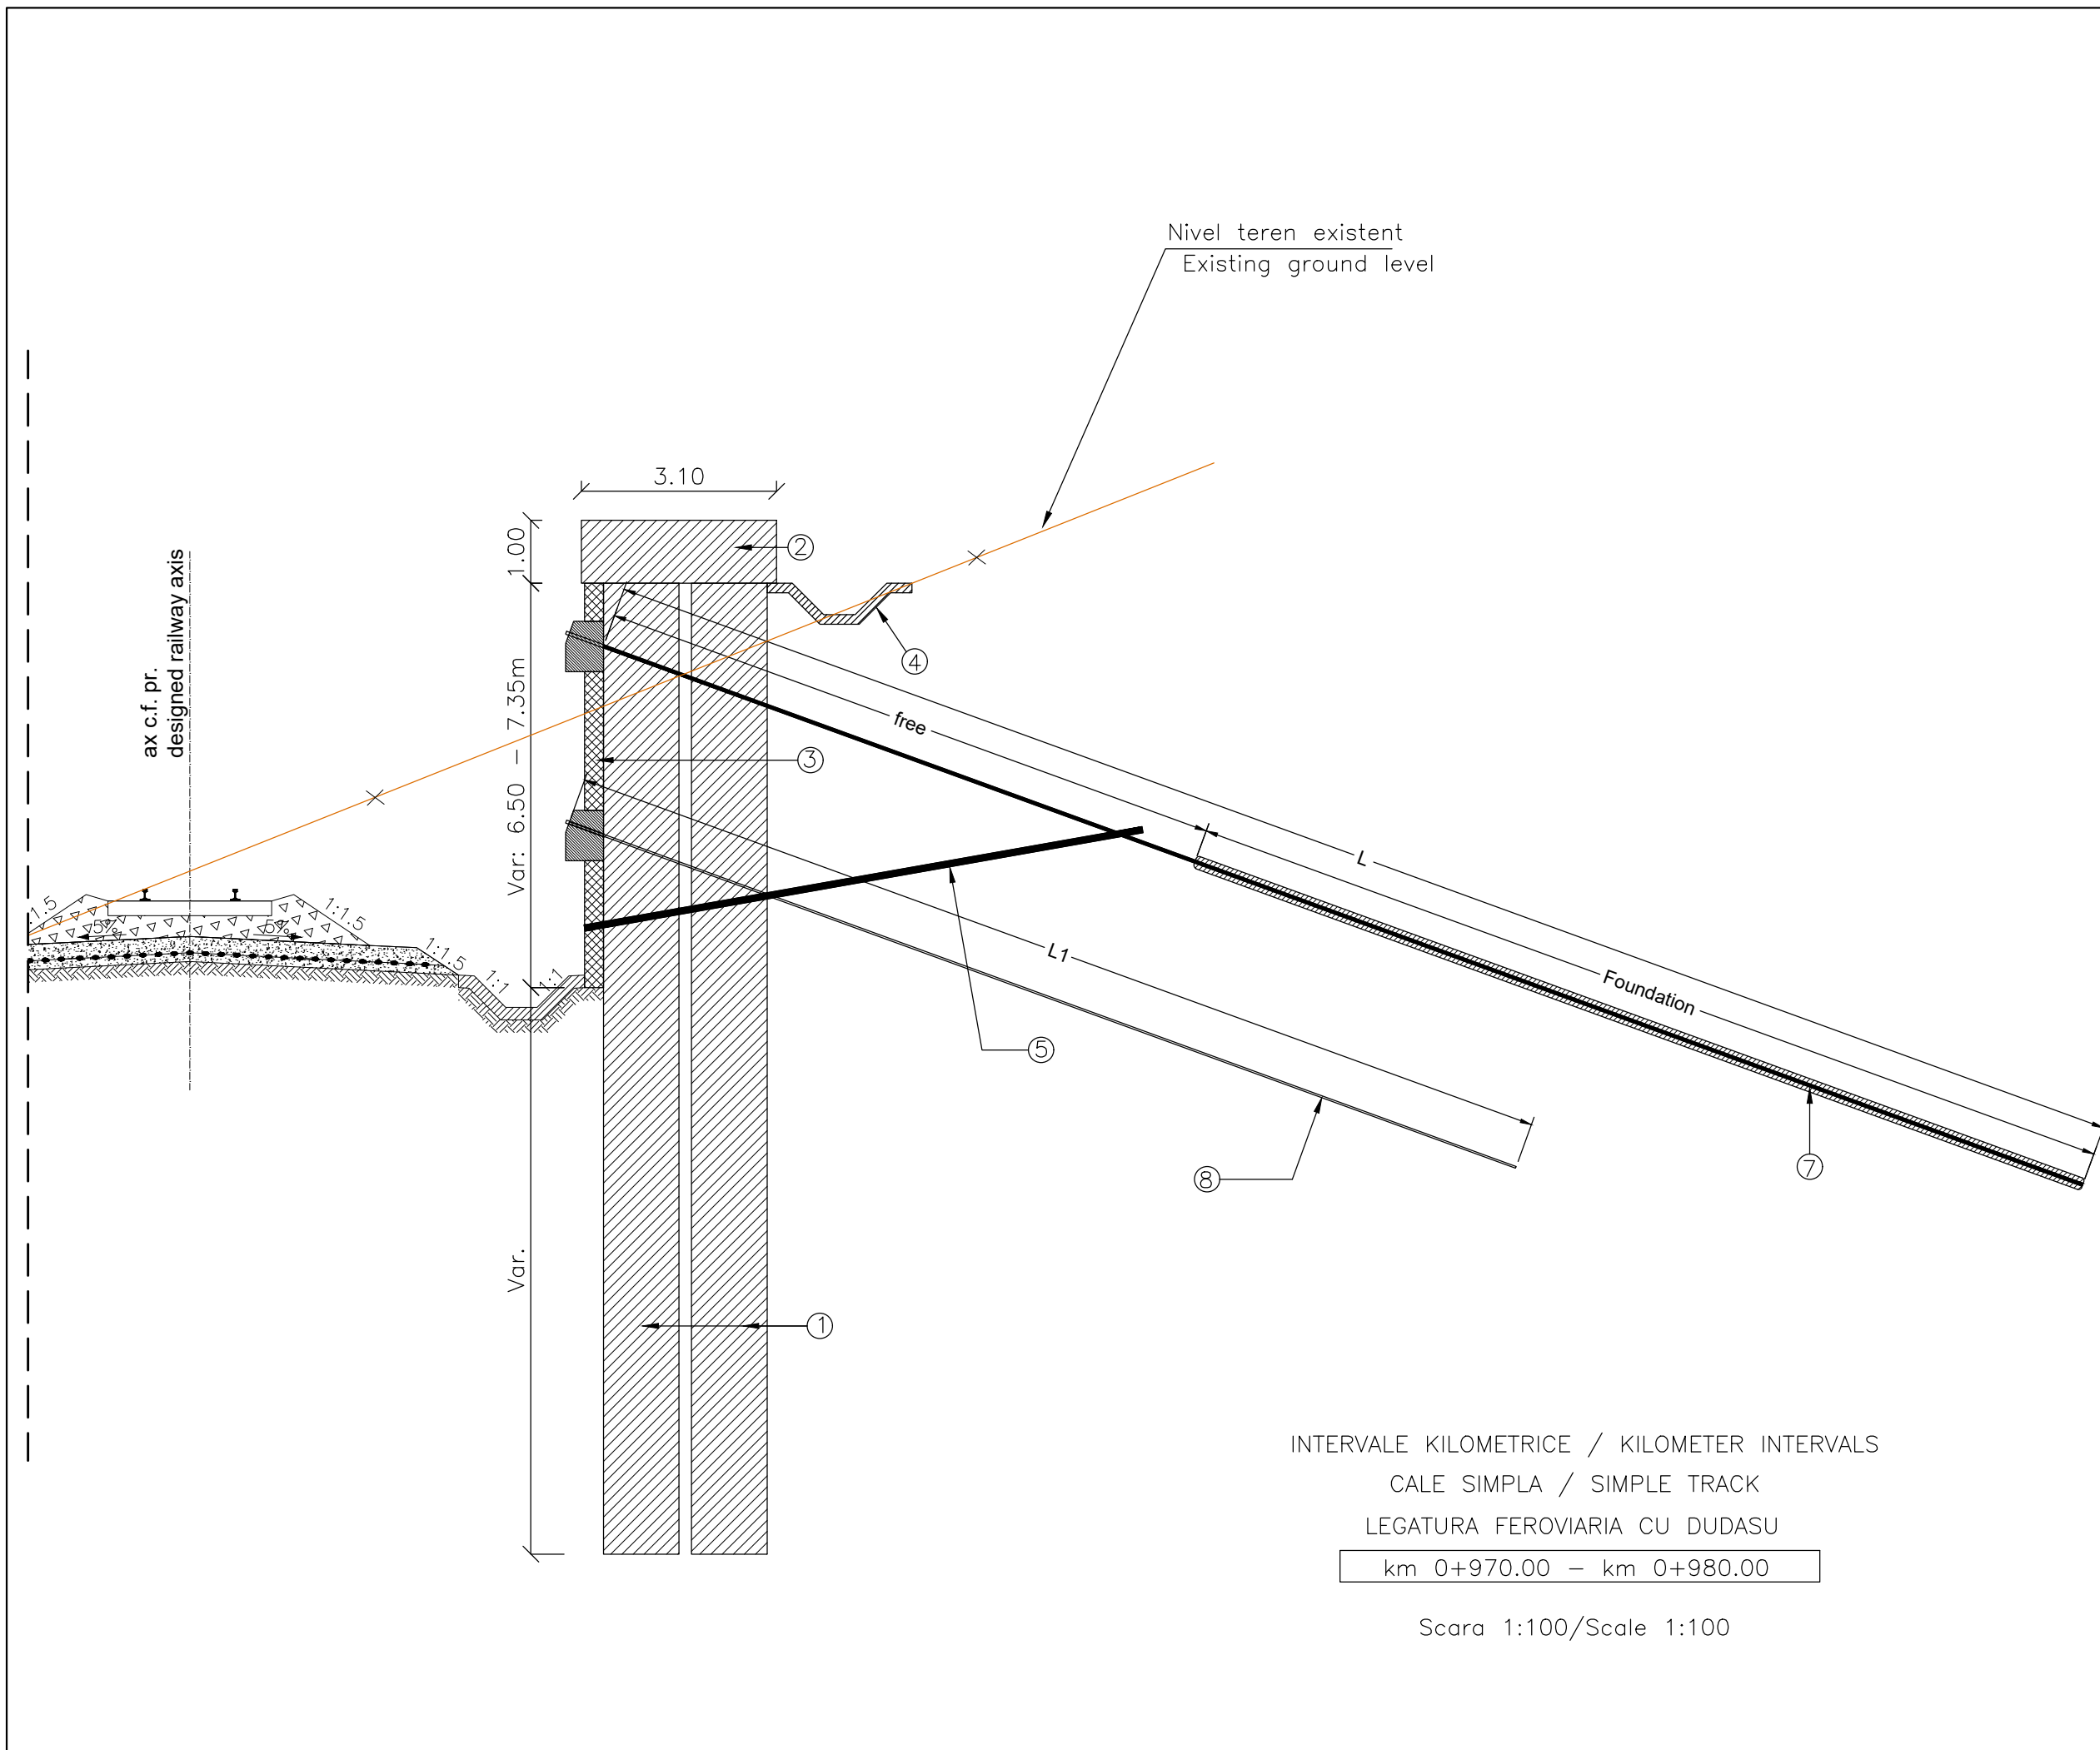 Nivel teren existent
Existing ground level
3.10
1.00
2
ax c.f. pr.
designed railway axis
Var: 6.50 – 7.35m
4
free
3
L
:1.5
1:1.5
5%
5%
1:1.5
1:1
1:1
L1
Foundation
5
8
7
Var.
1
INTERVALE KILOMETRICE / KILOMETER INTERVALS
CALE SIMPLA / SIMPLE TRACK
LEGATURA FEROVIARIA CU DUDASU
km 0+970.00 – km 0+980.00
Scara 1:100/Scale 1:100